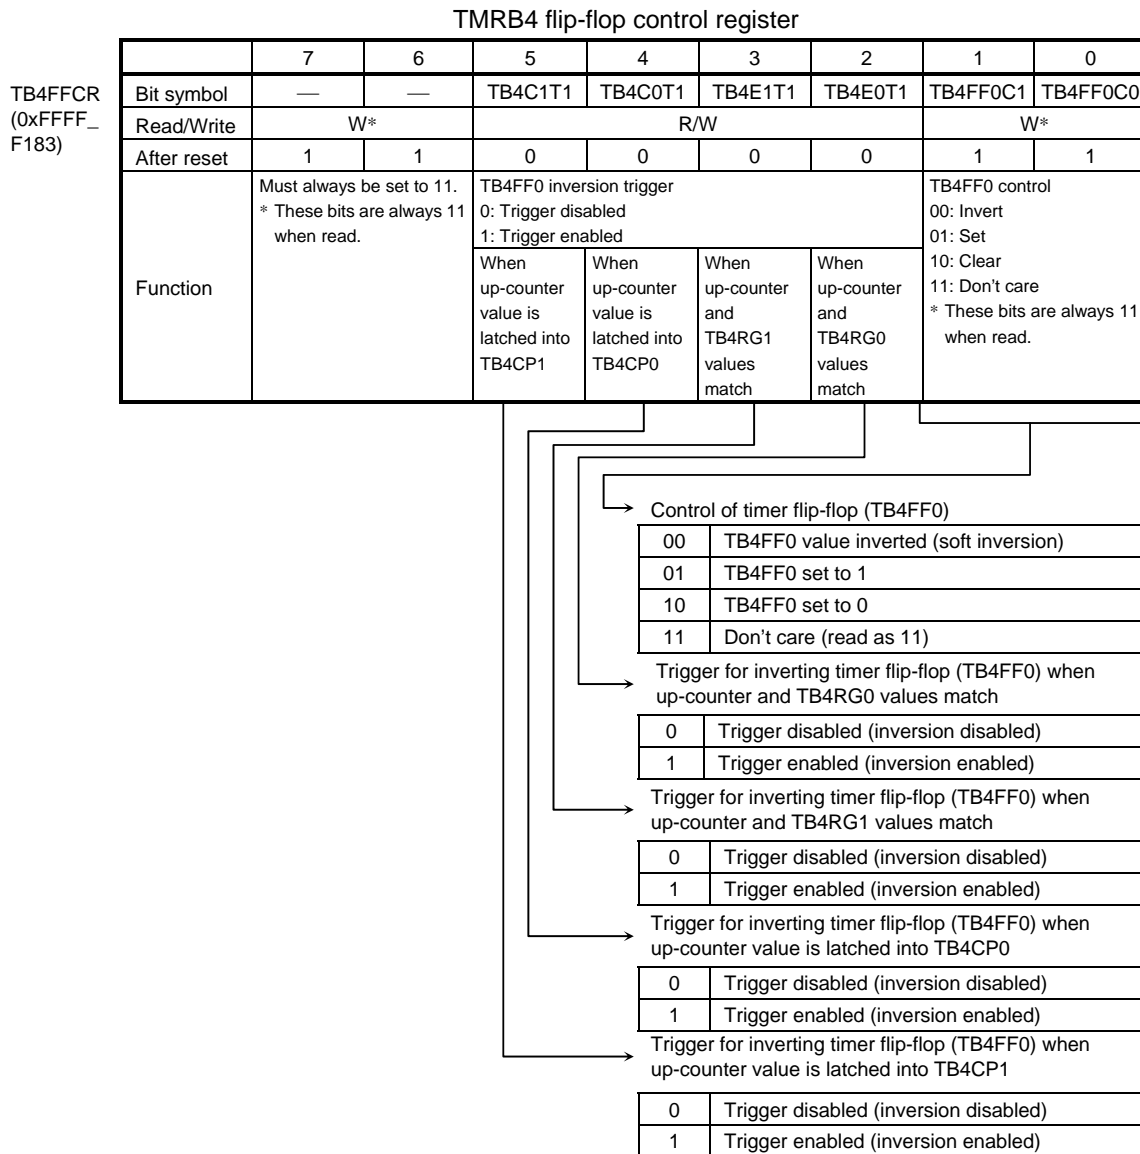 TMRB4 flip-flop control register
7 6 5 4 3 2 1 0
TB4FFCR
(0xFFFF_
F183)
Bit symbol — — TB4C1T1 TB4C0T1 TB4E1T1 TB4E0T1 TB4FF0C1 TB4FF0C0
Read/Write W* R/W W*
After reset 1 1 0 0 0 0 1 1
Function
Must always be set to 11.
* These bits are always 11
when read.
TB4FF0 inversion trigger
0: Trigger disabled
1: Trigger enabled
When
up-counter
value is
latched into
TB4CP1
When
up-counter
value is
latched into
TB4CP0
When
up-counter
and
TB4RG1
values
match
When
up-counter
and
TB4RG0
values
match
TB4FF0 control
00: Invert
01: Set
10: Clear
11: Don't care
* These bits are always 11
when read.
Control of timer flip-flop (TB4FF0)
00 TB4FF0 value inverted (soft inversion)
01 TB4FF0 set to 1
10 TB4FF0 set to 0
11 Don't care (read as 11)
Trigger for inverting timer flip-flop (TB4FF0) when
up-counter and TB4RG0 values match
0 Trigger disabled (inversion disabled)
1 Trigger enabled (inversion enabled)
Trigger for inverting timer flip-flop (TB4FF0) when
up-counter and TB4RG1 values match
0 Trigger disabled (inversion disabled)
1 Trigger enabled (inversion enabled)
Trigger for inverting timer flip-flop (TB4FF0) when
up-counter value is latched into TB4CP0
0 Trigger disabled (inversion disabled)
1 Trigger enabled (inversion enabled)
Trigger for inverting timer flip-flop (TB4FF0) when
up-counter value is latched into TB4CP1
0 Trigger disabled (inversion disabled)
1 Trigger enabled (inversion enabled)